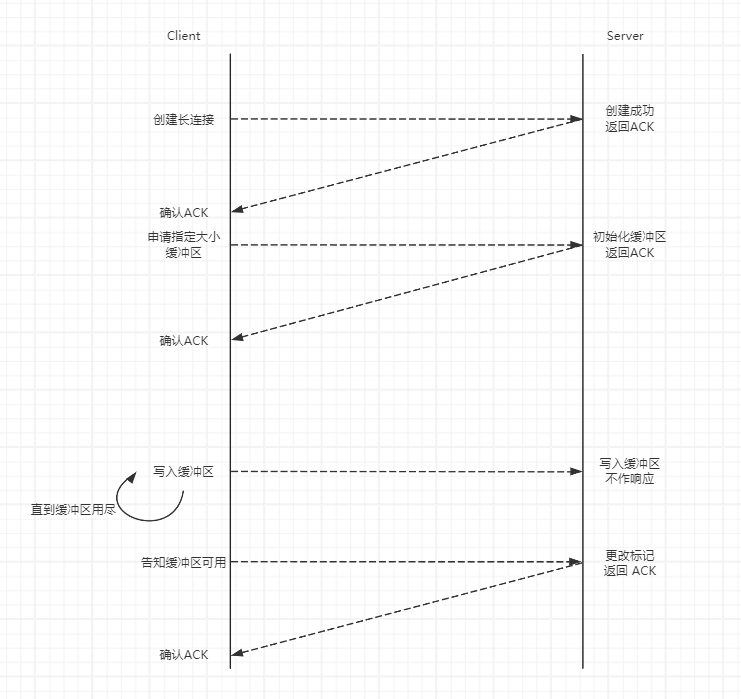 Client
Server
创建长连接
创建成功
返回ACK
确认ACK
申请指定大小
缓冲区
初始化缓冲区
返回ACK
确认ACK
写入缓冲区
写入缓冲区
不作响应
直到缓冲区用尽
告知缓冲区可用
更改标记
返回 ACK
确认ACK